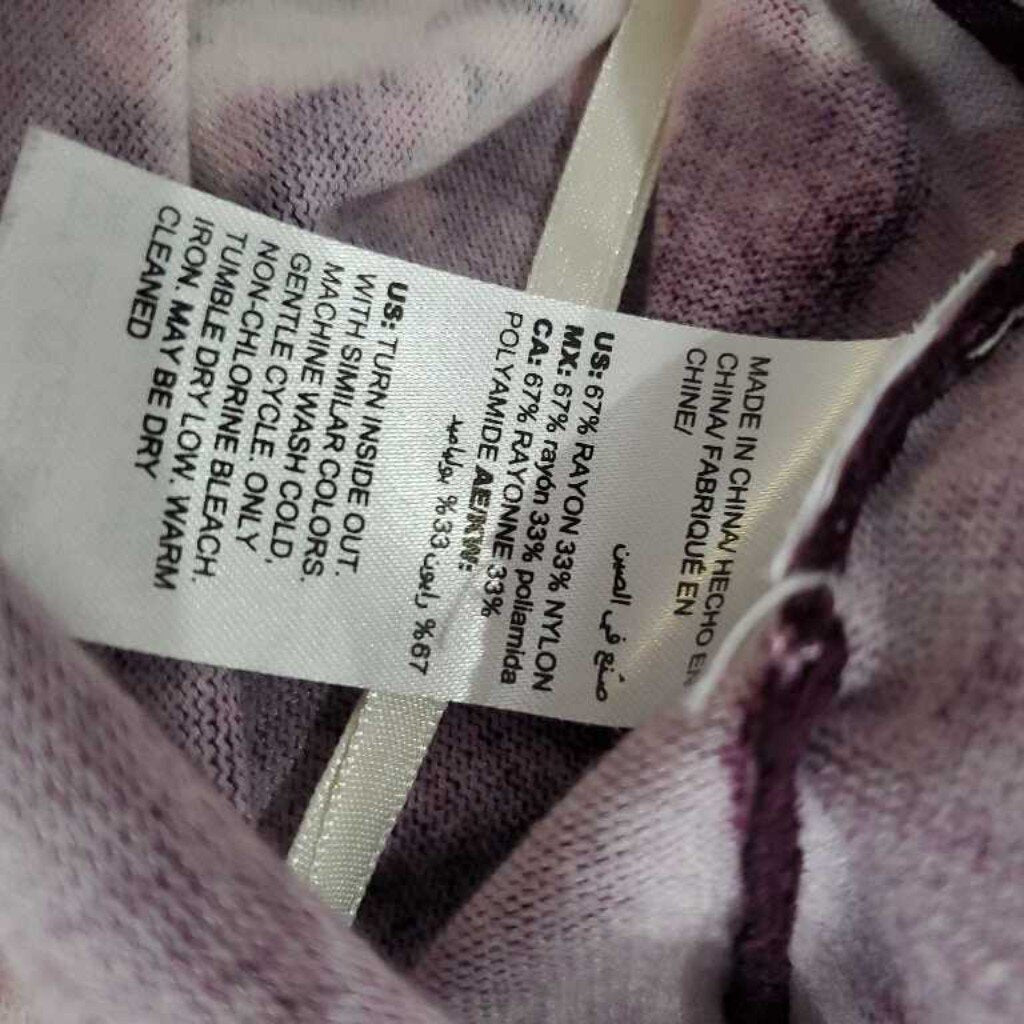 MADE IN CHINA/ HECHO EN
CHINA/ FABRIQUÉ EN
CHINE/
صُنع في الصين
US: 67% RAYON 33% NYLON
MX: 67% rayón 33% poliamida
CA: 67% RAYONNE 33%
POLYAMIDE AE/KW:
67% رايون 33% بولياميد
US: TURN INSIDE OUT.
WITH SIMILAR COLORS.
MACHINE WASH COLD,
GENTLE CYCLE. ONLY
NON-CHLORINE BLEACH.
TUMBLE DRY LOW. WARM
IRON. MAY BE DRY
CLEANED